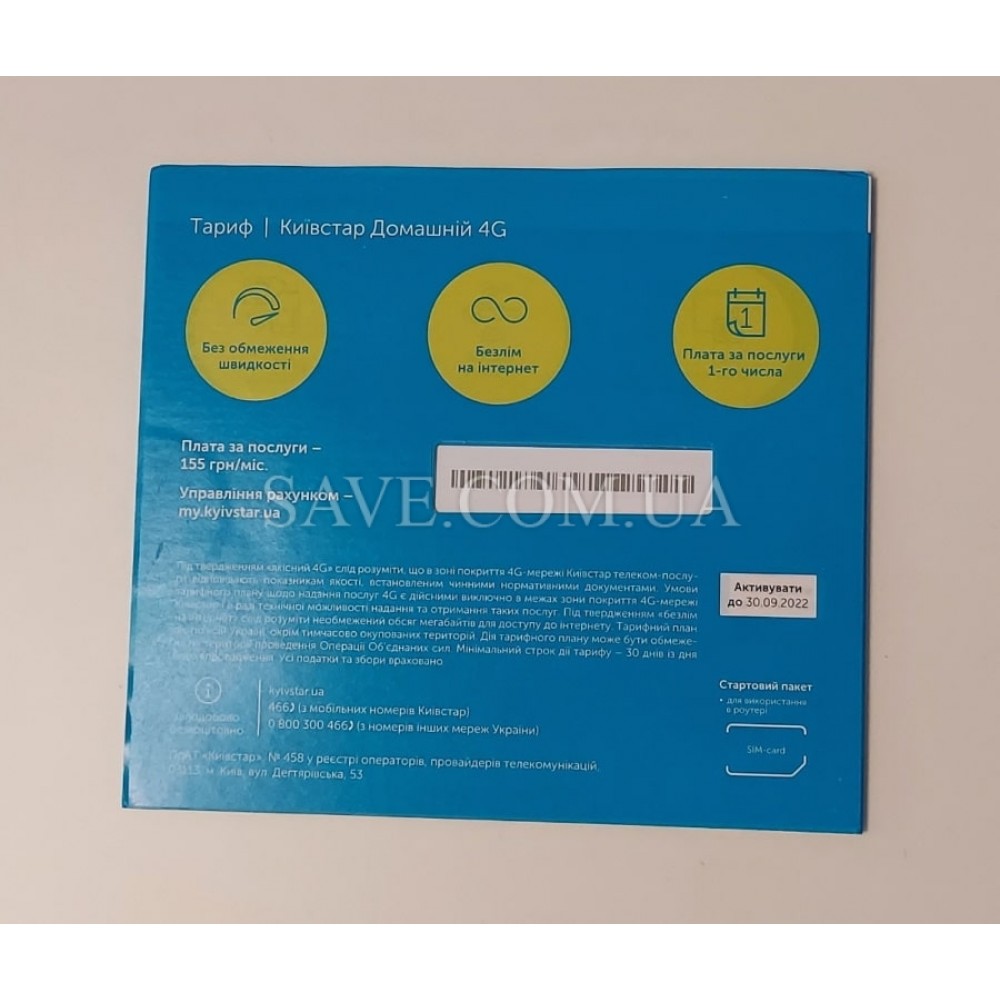 Тариф | Київстар Домашній 4G
Без обмеження
швидкості
Безлім
на інтернет
1
Плата за послуги
1-го числа
Плата за послуги –
155 грн/міс.
Управління рахунком –
my.kyivstar.ua
SAVE.COM.UA
Під твердженням «якісний 4G» слід розуміти, що в зоні покриття 4G-мережі Київстар телеком-послу-
ги відповідають показникам якості, встановленим чинними нормативними документами. Умови
тарифного плану щодо надання послуг 4G є дійсними виключно в межах зони покриття 4G-мережі
технічної можливості надання та отримання таких послуг. Під твердженням «безлім
слід розуміти необмежений обсяг мегабайтів для доступу до інтернету. Тарифний план
окрім тимчасово окупованих територій. Дія тарифного плану може бути обмеже-
проведення Операції Об'єднаних сил. Мінімальний строк дії тарифу – 30 днів із дня
Усі податки та збори враховано.
Активувати
до 30.09.2022
kyivstar.ua
466 (з мобільних номерів Київстар)
0 800 300 466 (з номерів інших мереж України)
Стартовий пакет
• для використання
в роутері
SIM-card
ПрАТ «Київстар», № 458 у реєстрі операторів, провайдерів телекомунікацій,
м. Київ, вул. Дегтярівська, 53